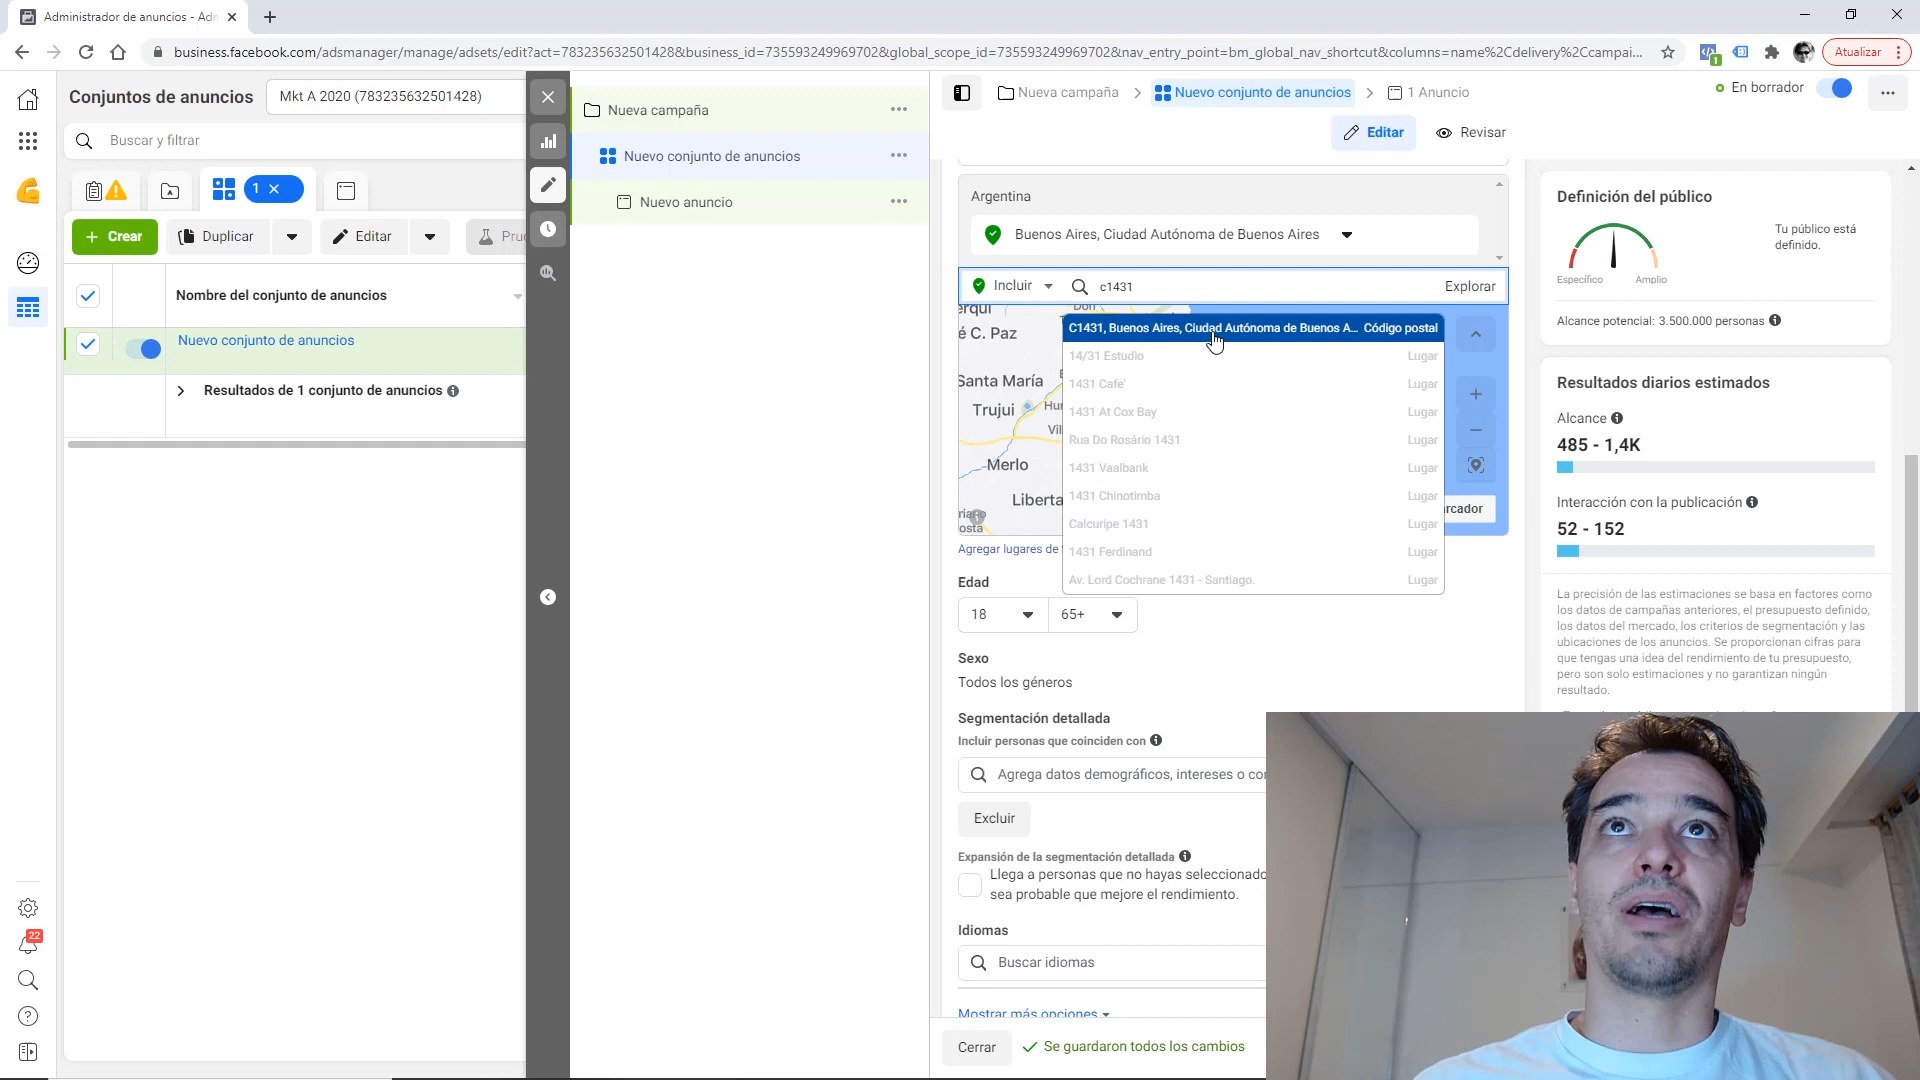 Administrador de anuncios - Adm
business.facebook.com/adsmanager/manage/adsets/edit?act=783235632501428&business_id=735593249969702&global_scope_id=735593249969702&nav_entry_point=bm_global_nav_shortcut&columns=name%2Cdelivery%2Ccampai...
1
Atualizar
Conjuntos de anuncios
Mkt A 2020 (783235632501428)
Buscar y filtrar
1
+ Crear
Duplicar
Editar
Pru
Nombre del conjunto de anuncios
Nuevo conjunto de anuncios
Resultados de 1 conjunto de anuncios
22
Nueva campaña
Nuevo conjunto de anuncios
Nuevo anuncio
Nueva campaña
Nuevo conjunto de anuncios
1 Anuncio
En borrador
Editar
Revisar
Argentina
Buenos Aires, Ciudad Autónoma de Buenos Aires
Incluir
c1431
Explorar
C1431, Buenos Aires, Ciudad Autónoma de Buenos A... Código postal
14/31 Estudio Lugar
1431 Cafe' Lugar
1431 At Cox Bay Lugar
Rua Do Rosário 1431 Lugar
1431 Vaalbank Lugar
1431 Chinotimba Lugar
Calcuripe 1431 Lugar
1431 Ferdinand Lugar
Av. Lord Cochrane 1431 - Santiago. Lugar
erqui
Don
é C. Paz
Santa María
Trujui
Hur
Vil
Merlo
Liberta
riano
osta
rcador
Agregar lugares de
Edad
18
65+
Sexo
Todos los géneros
Segmentación detallada
Incluir personas que coinciden con
Agrega datos demográficos, intereses o co
Excluir
Expansión de la segmentación detallada
Llega a personas que no hayas seleccionado
sea probable que mejore el rendimiento.
Idiomas
Buscar idiomas
Mostrar más opciones
Cerrar
Se guardaron todos los cambios
Definición del público
Específico
Amplio
Tu público está
definido.
Alcance potencial: 3.500.000 personas
Resultados diarios estimados
Alcance
485 - 1,4K
Interacción con la publicación
52 - 152
La precisión de las estimaciones se basa en factores como
los datos de campañas anteriores, el presupuesto definido,
los datos del mercado, los criterios de segmentación y las
ubicaciones de los anuncios. Se proporcionan cifras para
que tengas una idea del rendimiento de tu presupuesto,
pero son solo estimaciones y no garantizan ningún
resultado.